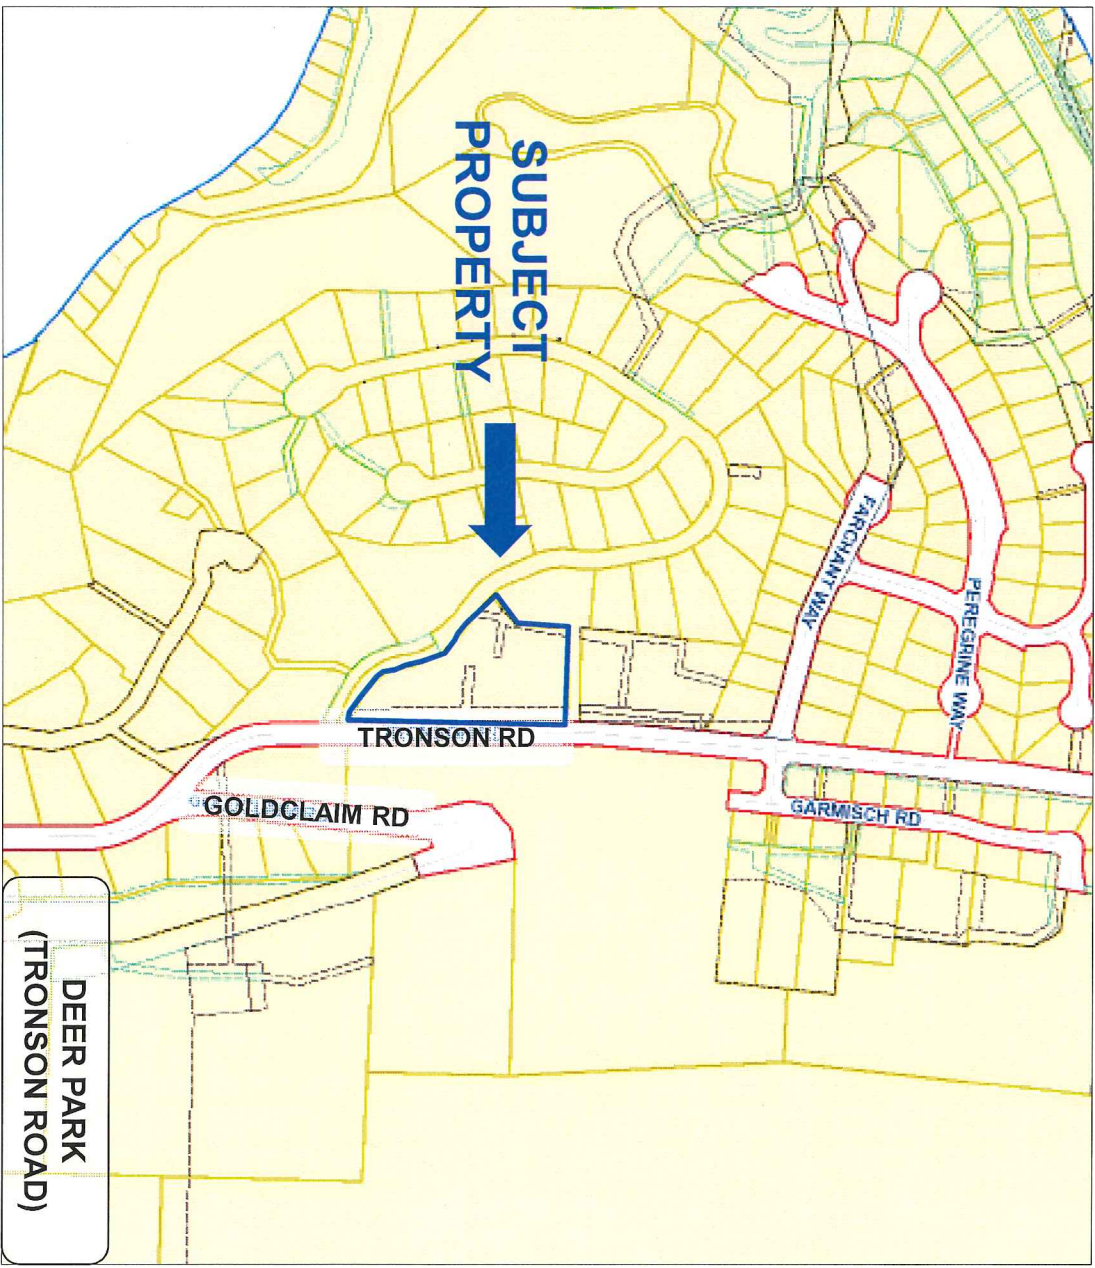 SUBJECT
PROPERTY
FARCHANT WAY
PEREGRINE WAY
TRONSON RD
GOLDCLAIM RD
GARMISCH RD
DEER PARK
(TRONSON ROAD)